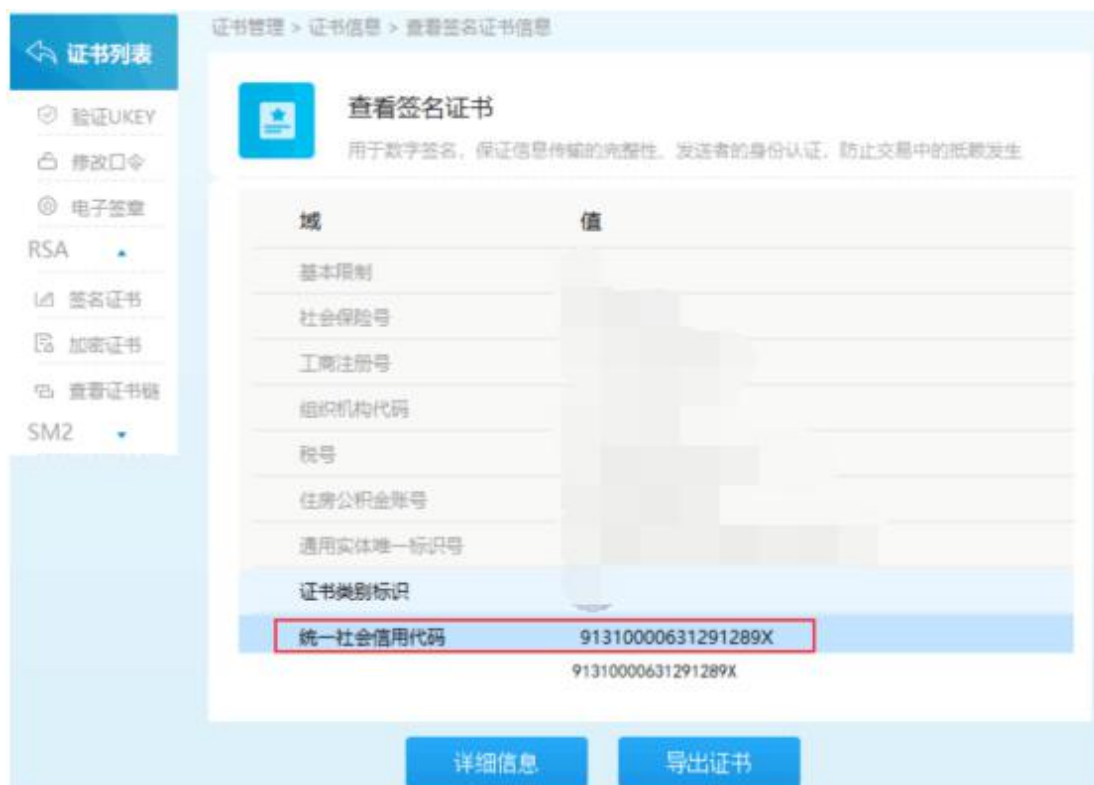 证书管理 > 证书信息 > 查看签名证书信息
证书列表
验证UKEY
修改口令
电子签章
RSA
签名证书
加密证书
查看证书链
SM2
查看签名证书
用于数字签名，保证信息传输的完整性，发送者的身份认证，防止交易中的抵赖发生
域 值
基本限制
社会保险号
工商注册号
组织机构代码
税号
住房公积金账号
通用实体唯一标识号
证书类别标识
统一社会信用代码 91310000631291289X
91310000631291289X
详细信息 导出证书